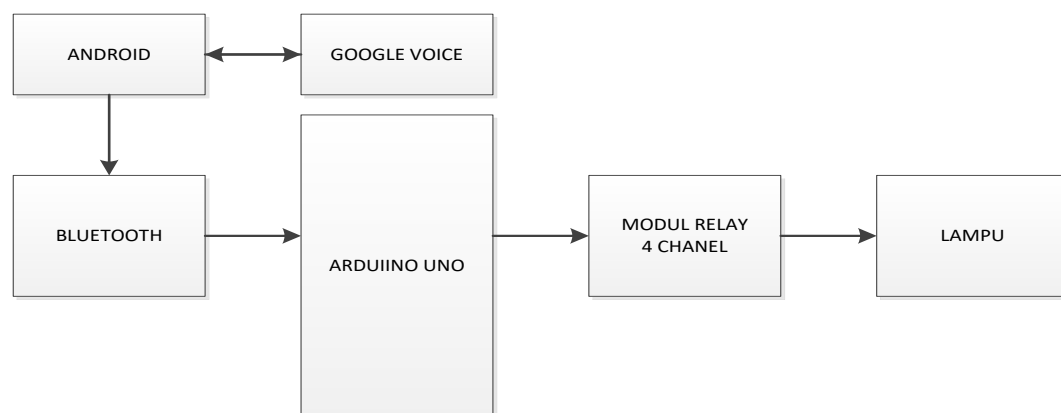 ANDROID
GOOGLE VOICE
BLUETOOTH
ARDUIINO UNO
MODUL RELAY
4 CHANEL
LAMPU